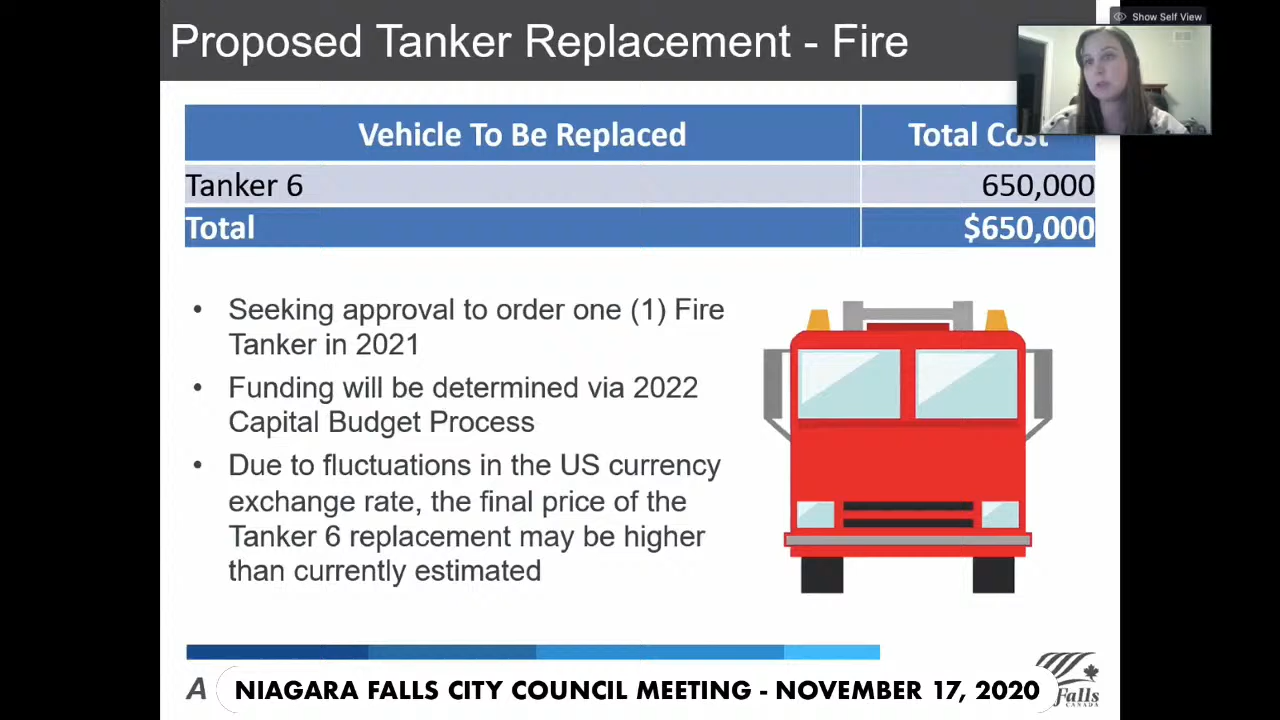 Proposed Tanker Replacement - Fire
Show Self View
Vehicle To Be Replaced Total Cost
Tanker 6 650,000
Total $650,000
• Seeking approval to order one (1) Fire
Tanker in 2021
• Funding will be determined via 2022
Capital Budget Process
• Due to fluctuations in the US currency
exchange rate, the final price of the
Tanker 6 replacement may be higher
than currently estimated
A
NIAGARA FALLS CITY COUNCIL MEETING - NOVEMBER 17, 2020
Falls
CANADA